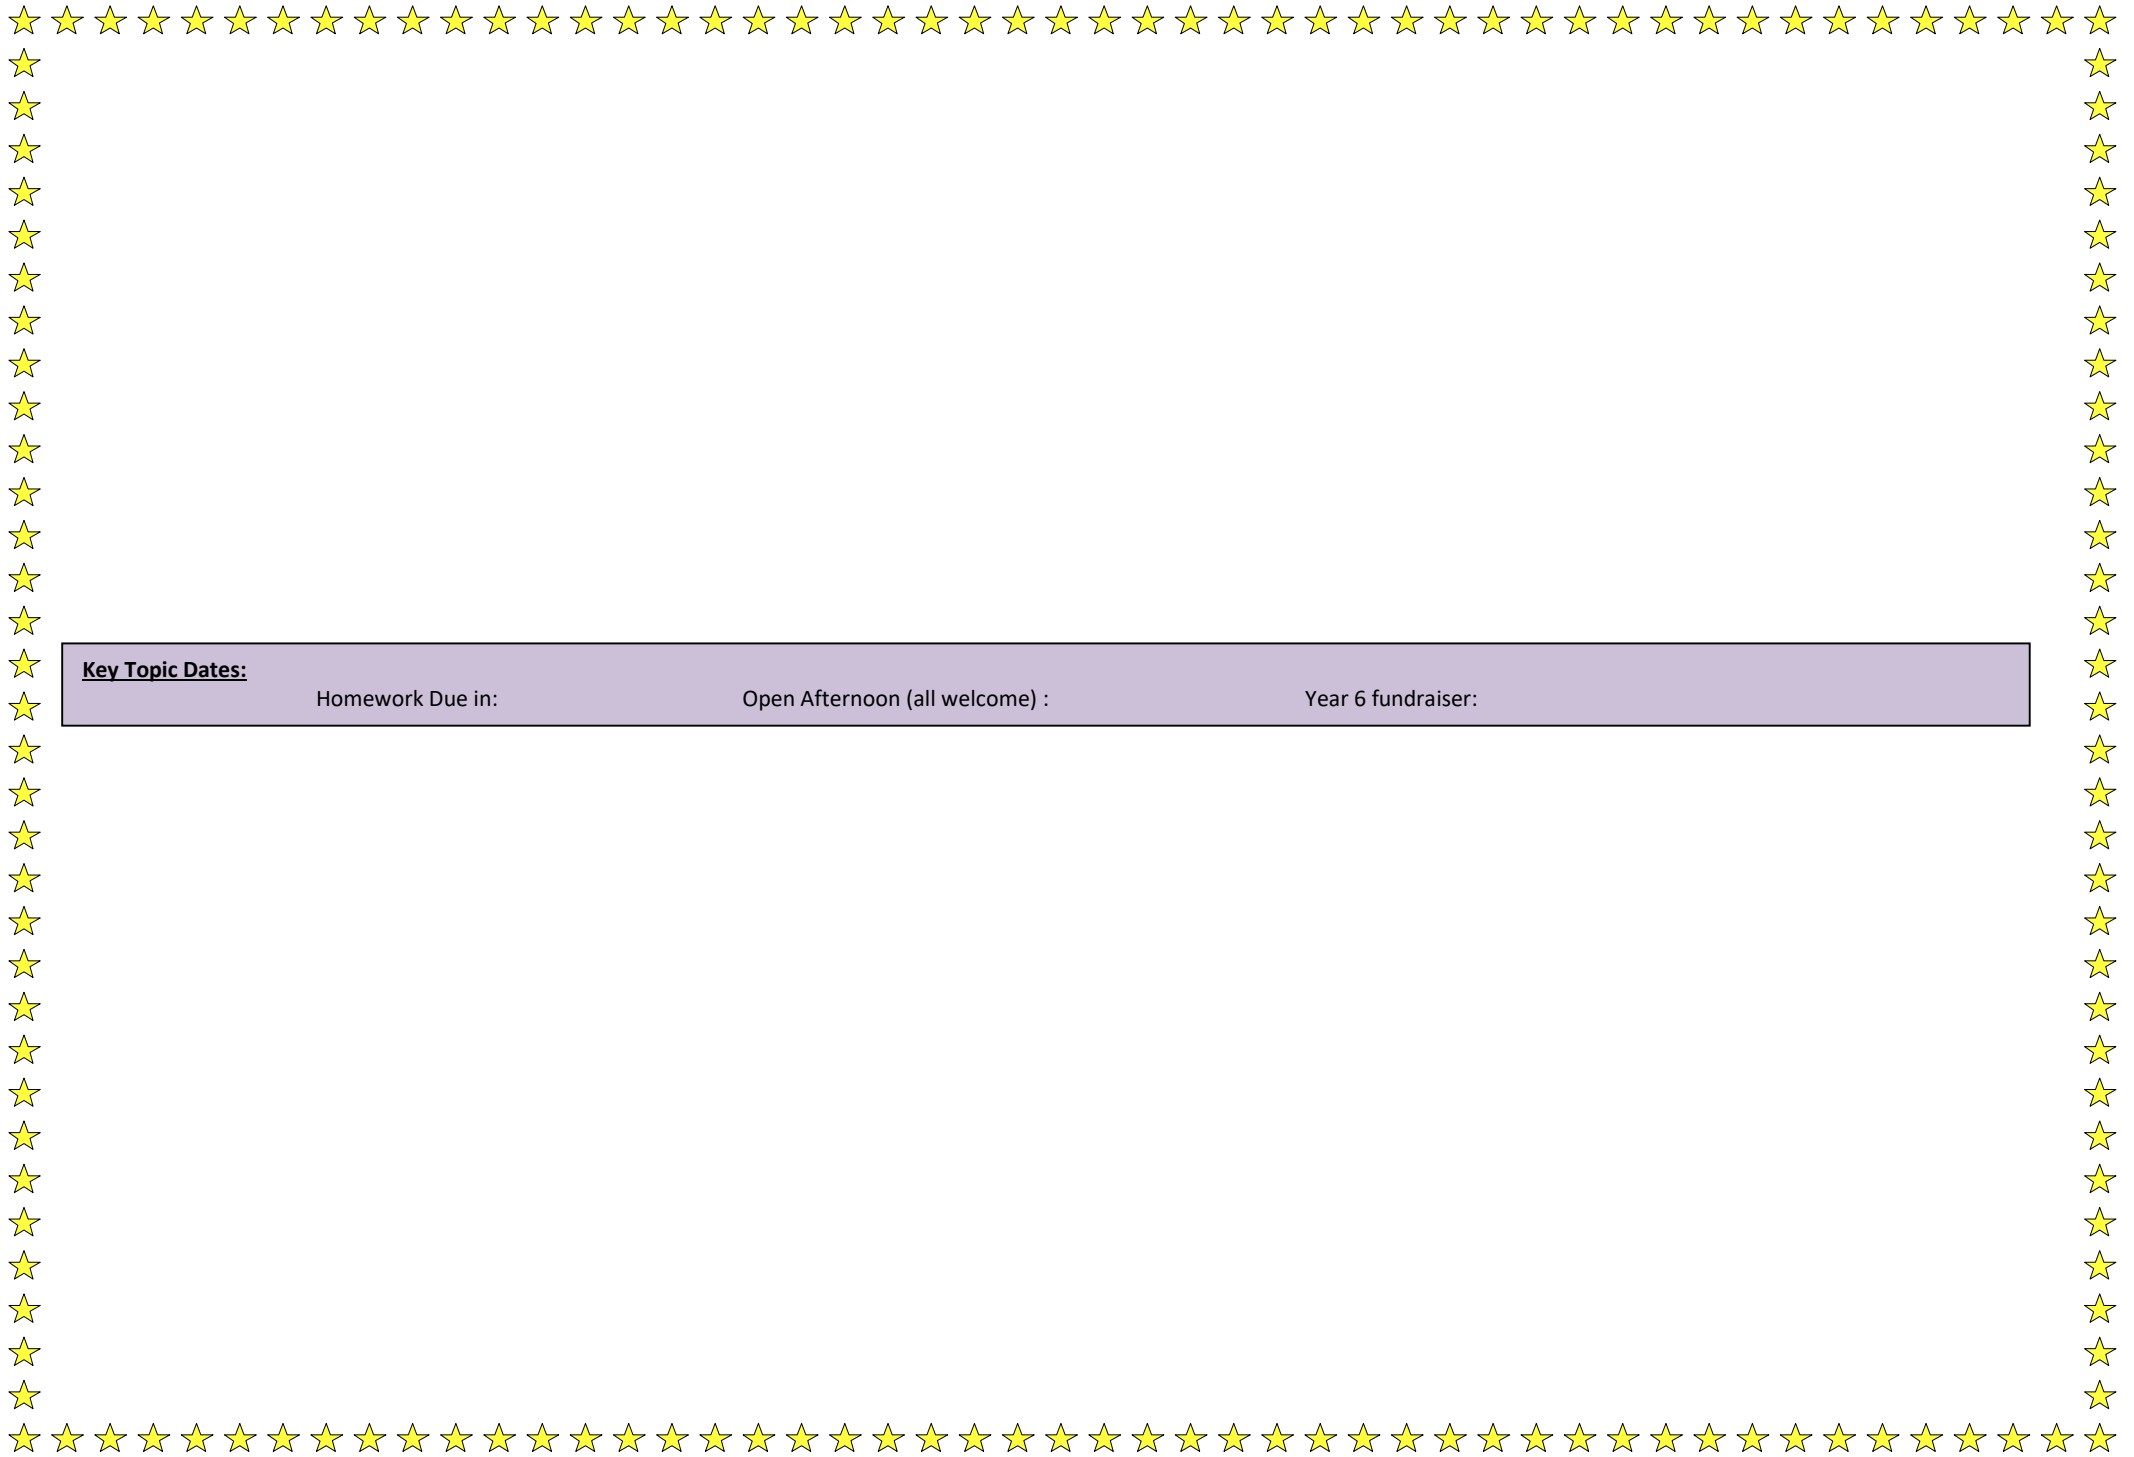 Key Topic Dates:
Homework Due in: Open Afternoon (all welcome) : Year 6 fundraiser: